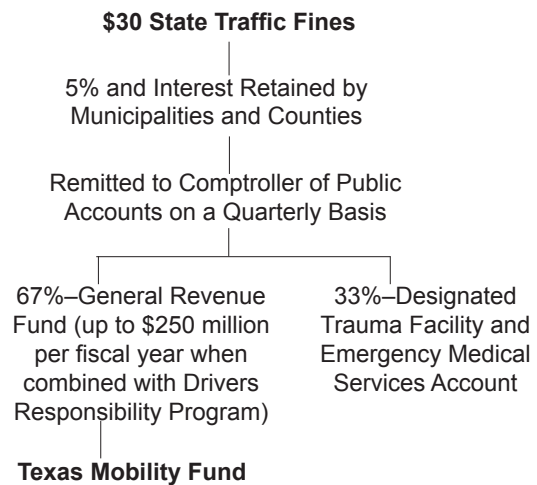 $30 State Traffic Fines
5% and Interest Retained by
Municipalities and Counties
Remitted to Comptroller of Public
Accounts on a Quarterly Basis
67%–General Revenue
Fund (up to $250 million
per fiscal year when
combined with Drivers
Responsibility Program)
33%–Designated
Trauma Facility and
Emergency Medical
Services Account
Texas Mobility Fund